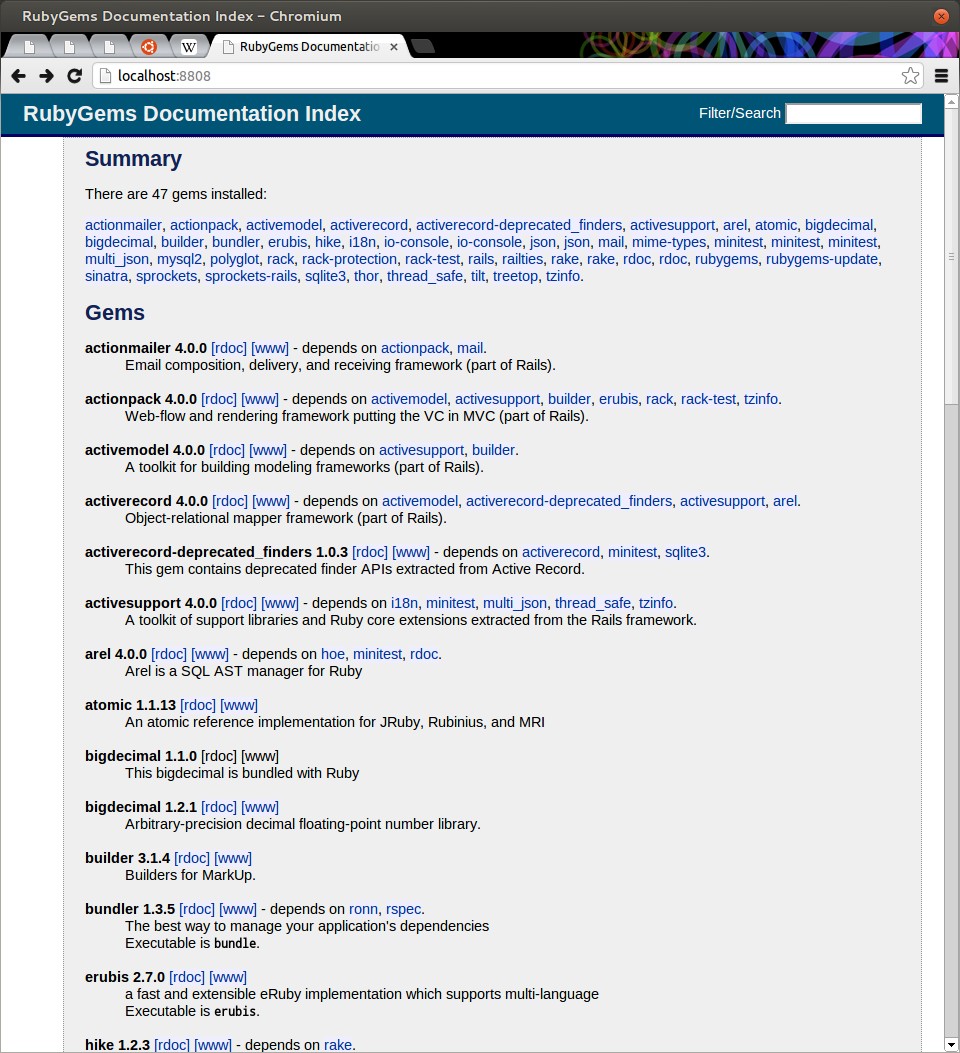 RubyGems Documentation Index - Chromium
W
RubyGems Documentatio
localhost:8808
RubyGems Documentation Index
Filter/Search
Summary
There are 47 gems installed:
actionmailer, actionpack, activemodel, activerecord, activerecord-deprecated_finders, activesupport, arel, atomic, bigdecimal,
bigdecimal, builder, bundler, erubis, hike, i18n, io-console, io-console, json, json, mail, mime-types, minitest, minitest, minitest,
multi_json, mysql2, polyglot, rack, rack-protection, rack-test, rails, railties, rake, rake, rdoc, rdoc, rubygems, rubygems-update,
sinatra, sprockets, sprockets-rails, sqlite3, thor, thread_safe, tilt, treetop, tzinfo.
Gems
actionmailer 4.0.0 [rdoc] [www] - depends on actionpack, mail.
Email composition, delivery, and receiving framework (part of Rails).
actionpack 4.0.0 [rdoc] [www] - depends on activemodel, activesupport, builder, erubis, rack, rack-test, tzinfo.
Web-flow and rendering framework putting the VC in MVC (part of Rails).
activemodel 4.0.0 [rdoc] [www] - depends on activesupport, builder.
A toolkit for building modeling frameworks (part of Rails).
activerecord 4.0.0 [rdoc] [www] - depends on activemodel, activerecord-deprecated_finders, activesupport, arel.
Object-relational mapper framework (part of Rails).
activerecord-deprecated_finders 1.0.3 [rdoc] [www] - depends on activerecord, minitest, sqlite3.
This gem contains deprecated finder APIs extracted from Active Record.
activesupport 4.0.0 [rdoc] [www] - depends on i18n, minitest, multi_json, thread_safe, tzinfo.
A toolkit of support libraries and Ruby core extensions extracted from the Rails framework.
arel 4.0.0 [rdoc] [www] - depends on hoe, minitest, rdoc.
Arel is a SQL AST manager for Ruby
atomic 1.1.13 [rdoc] [www]
An atomic reference implementation for JRuby, Rubinius, and MRI
bigdecimal 1.1.0 [rdoc] [www]
This bigdecimal is bundled with Ruby
bigdecimal 1.2.1 [rdoc] [www]
Arbitrary-precision decimal floating-point number library.
builder 3.1.4 [rdoc] [www]
Builders for MarkUp.
bundler 1.3.5 [rdoc] [www] - depends on ronn, rspec.
The best way to manage your application's dependencies
Executable is bundle.
erubis 2.7.0 [rdoc] [www]
a fast and extensible eRuby implementation which supports multi-language
Executable is erubis.
hike 1.2.3 [rdoc] [www] - depends on rake.